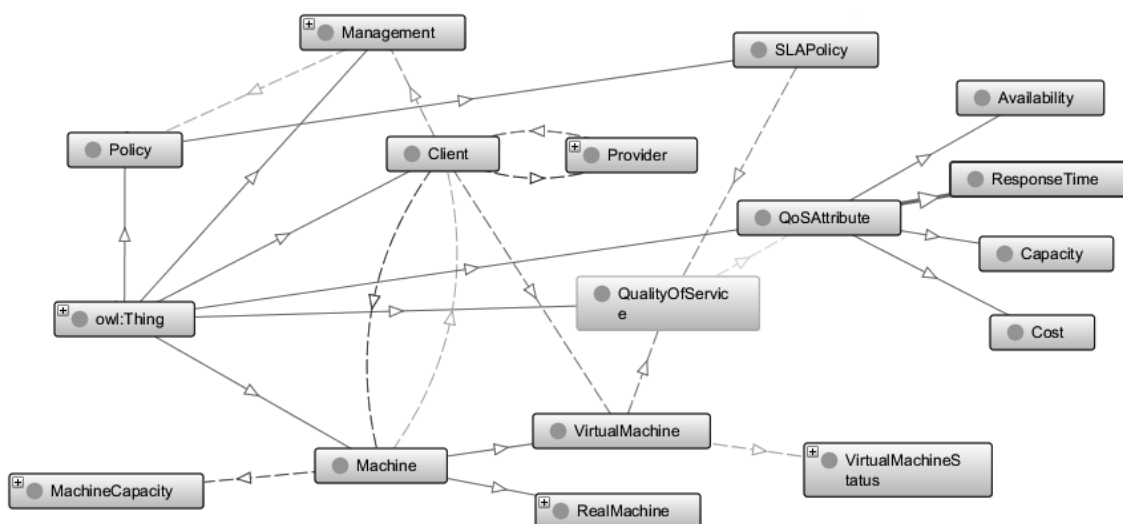 Management
SLAPolicy
Availability
Policy
Client
Provider
ResponseTime
QoSAttribute
Capacity
QualityOfServic
e
owl:Thing
Cost
VirtualMachine
Machine
VirtualMachineS
tatus
MachineCapacity
RealMachine